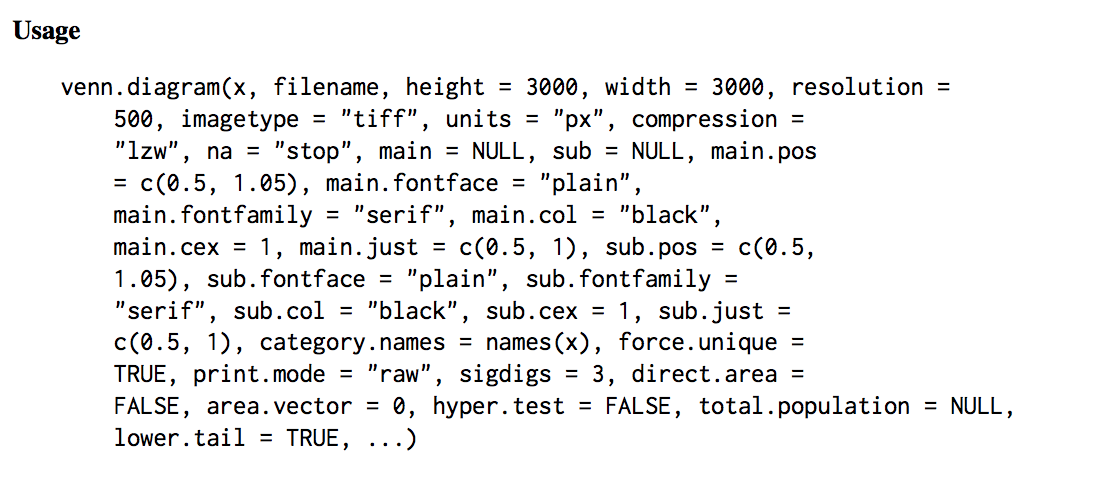 Usage
venn.diagram(x, filename, height = 3000, width = 3000, resolution =
500, imagetype = "tiff", units = "px", compression =
"lzw", na = "stop", main = NULL, sub = NULL, main.pos
= c(0.5, 1.05), main.fontface = "plain",
main.fontfamily = "serif", main.col = "black",
main.cex = 1, main.just = c(0.5, 1), sub.pos = c(0.5,
1.05), sub.fontface = "plain", sub.fontfamily =
"serif", sub.col = "black", sub.cex = 1, sub.just =
c(0.5, 1), category.names = names(x), force.unique =
TRUE, print.mode = "raw", sigdigs = 3, direct.area =
FALSE, area.vector = 0, hyper.test = FALSE, total.population = NULL,
lower.tail = TRUE, ...)